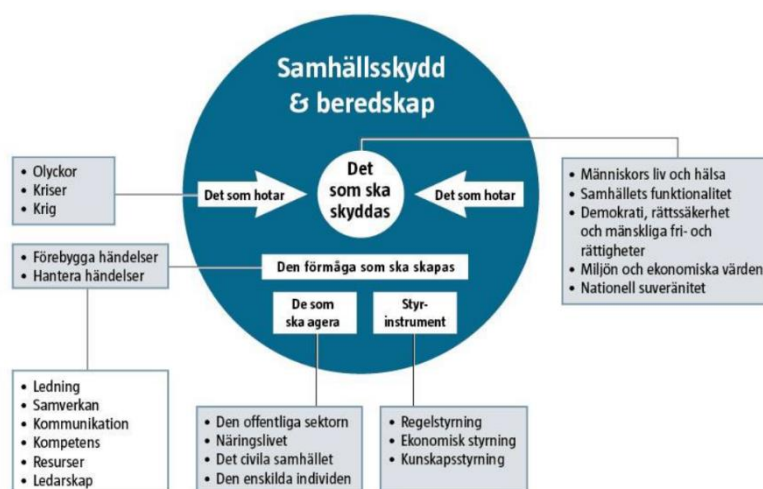 Samhällsskydd
& beredskap
• Olyckor
• Kriser
• Krig
Det som hotar
Det
som ska
skyddas
Det som hotar
• Människors liv och hälsa
• Samhällets funktionalitet
• Demokrati, rättssäkerhet
och mänskliga fri- och
rättigheter
• Miljön och ekonomiska värden
• Nationell suveränitet
• Förebygga händelser
• Hantera händelser
Den förmåga som ska skapas
De som
ska agera
Styr-
instrument
• Ledning
• Samverkan
• Kommunikation
• Kompetens
• Resurser
• Ledarskap
• Den offentliga sektorn
• Näringslivet
• Det civila samhället
• Den enskilda individen
• Regelstyrning
• Ekonomisk styrning
• Kunskapsstyrning